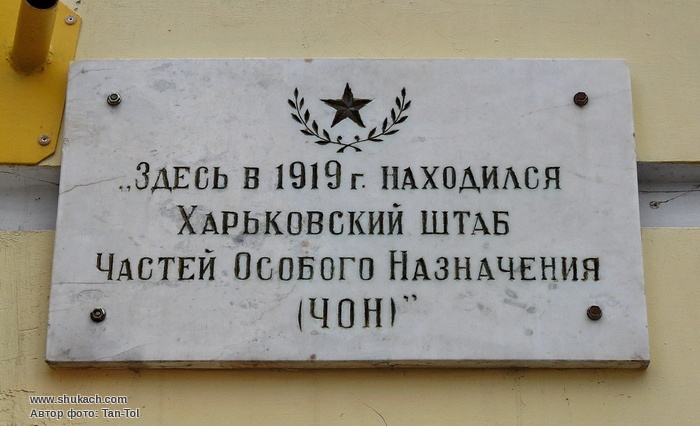 „Здесь в 1919 г. находился
Харьковский штаб
Частей Особого Назначения
(ЧОН)”
www.shukach.com
Автор фото: Tan-Tol